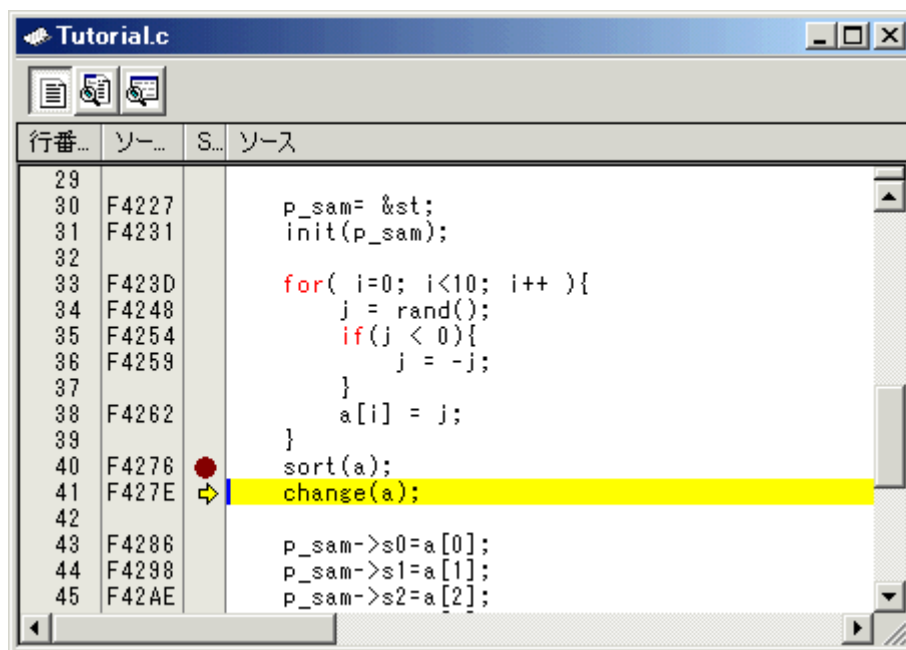 Tutorial.c
行番... ソー... S... ソース
29
30 F4227 p_sam= &st;
31 F4231 init(p_sam);
32
33 F423D for( i=0; i<10; i++ ){
34 F4248 j = rand();
35 F4254 if(j < 0){
36 F4259 j = -j;
37 }
38 F4262 a[i] = j;
39 }
40 F4276 sort(a);
41 F427E change(a);
42
43 F4286 p_sam->s0=a[0];
44 F4298 p_sam->s1=a[1];
45 F42AE p_sam->s2=a[2];